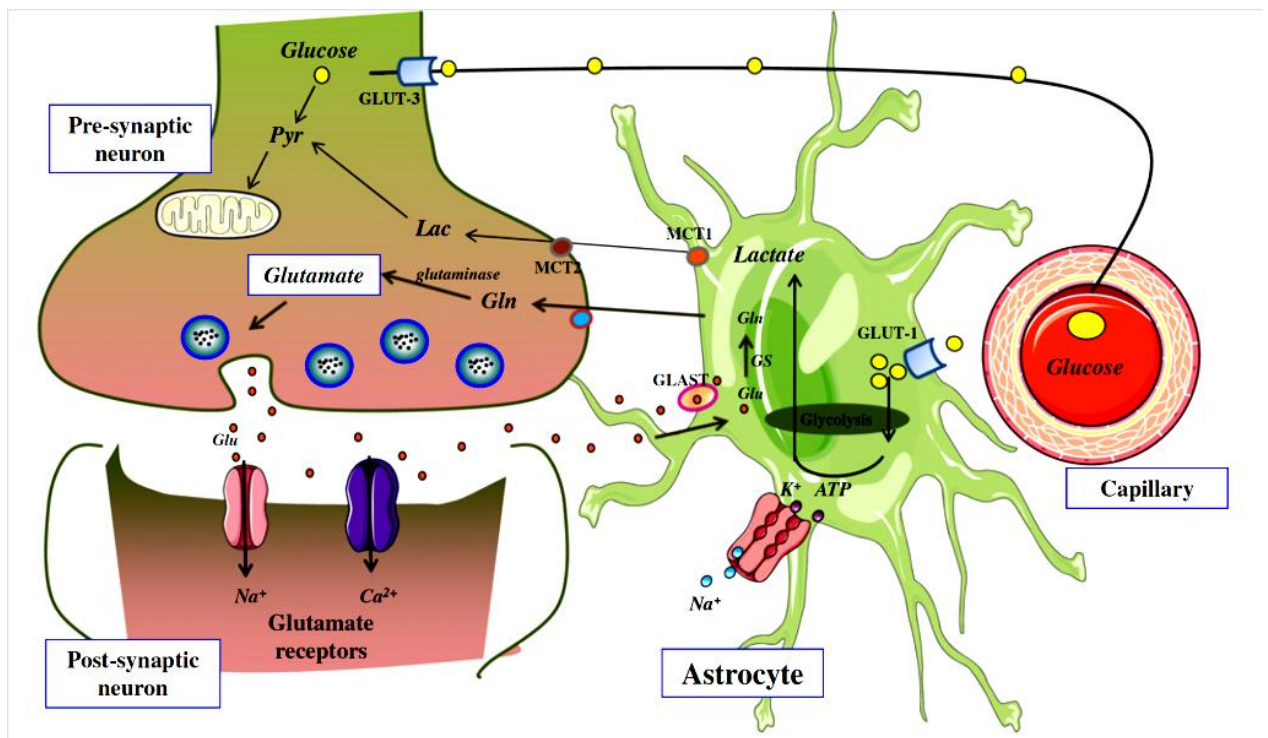 Glucose
GLUT-3
Pre-synaptic
neuron
Pyr
Lac
MCT2
MCT1
Lactate
Glutamate
glutaminase
Gln
Gln
GS
Glu
GLUT-1
GLAST
Glycolysis
Glucose
Capillary
Glu
K⁺
ATP
Na⁺
Na⁺
Ca²⁺
Glutamate
receptors
Post-synaptic
neuron
Astrocyte